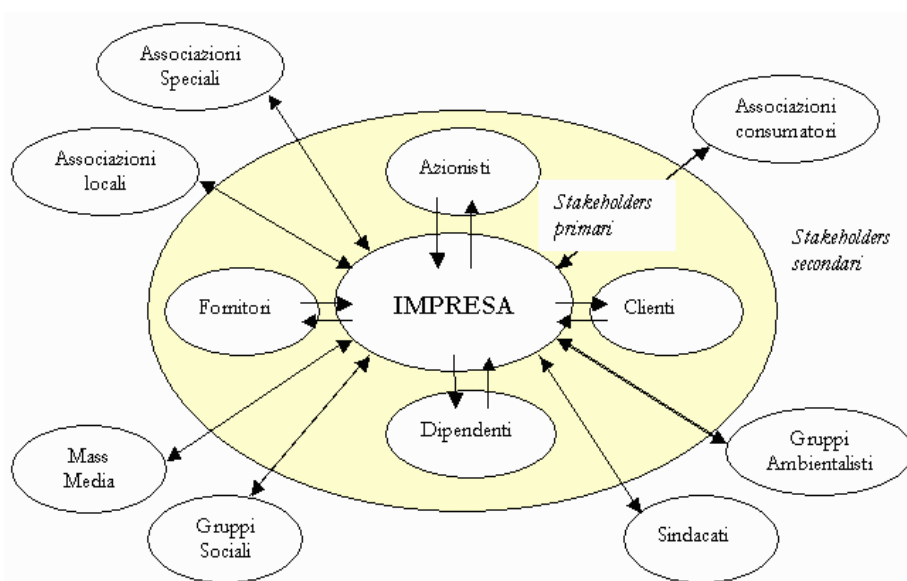 Associazioni
Speciali
Associazioni
consumatori
Associazioni
locali
Azionisti
Stakeholders
primari
Stakeholders
secondari
Fornitori
IMPRESA
Clienti
Dipendenti
Mass
Media
Gruppi
Ambientalisti
Gruppi
Sociali
Sindacati